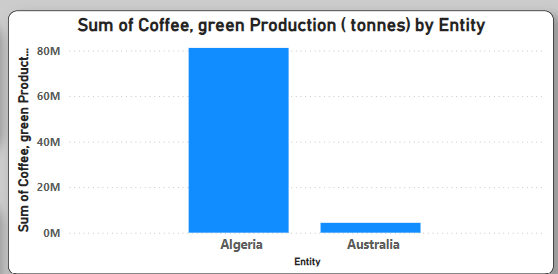 Sum of Coffee, green Production ( tonnes) by Entity
Sum of Coffee, green Product...
80M
60M
40M
20M
0M
Algeria
Australia
Entity